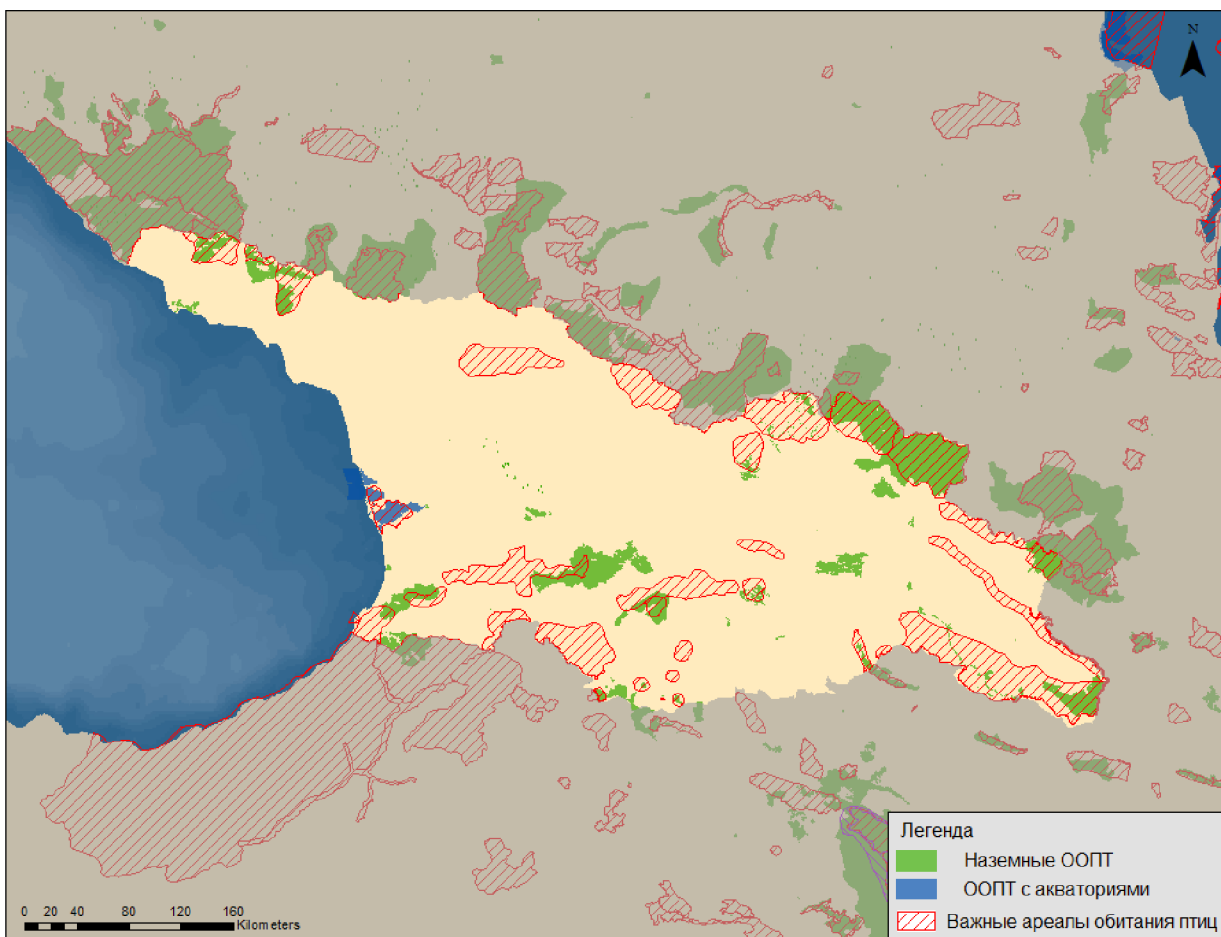 N
Легенда
Наземные ООПТ
ООПТ с акваториями
Важные ареалы обитания птиц
0 20 40 80 120 160
Kilometers